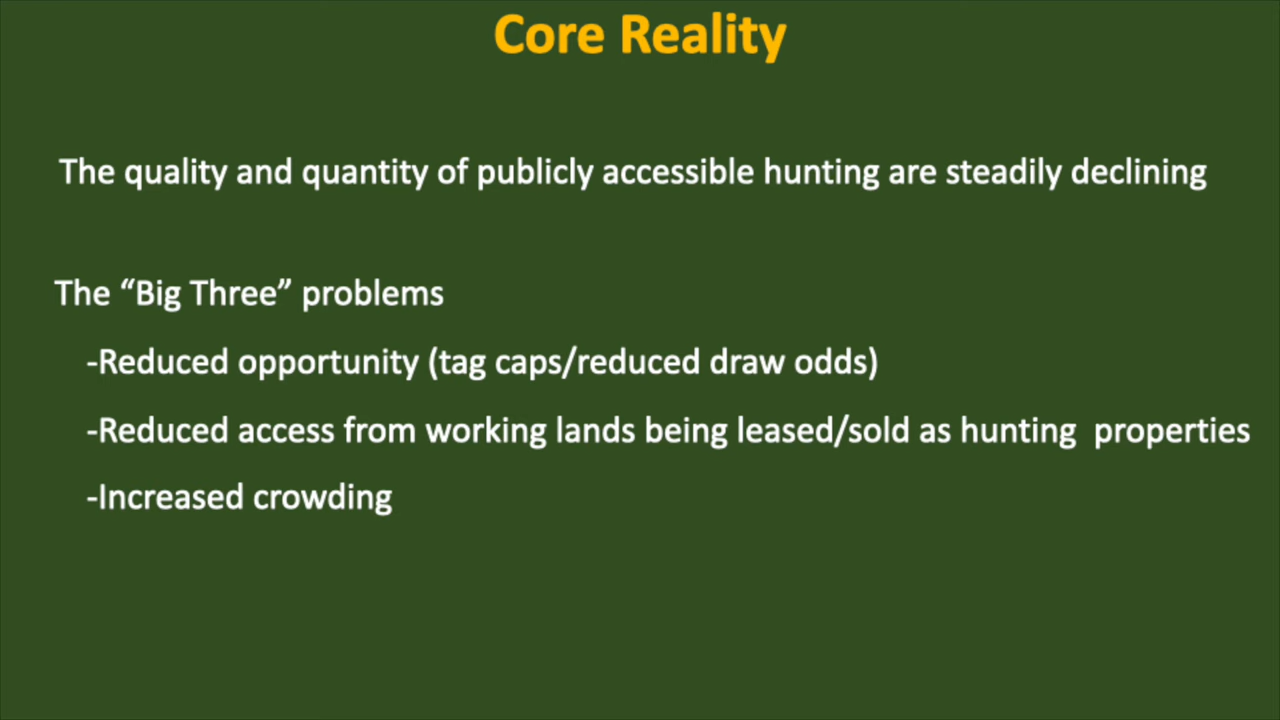 Core Reality
The quality and quantity of publicly accessible hunting are steadily declining
The “Big Three” problems
-Reduced opportunity (tag caps/reduced draw odds)
-Reduced access from working lands being leased/sold as hunting  properties
-Increased crowding